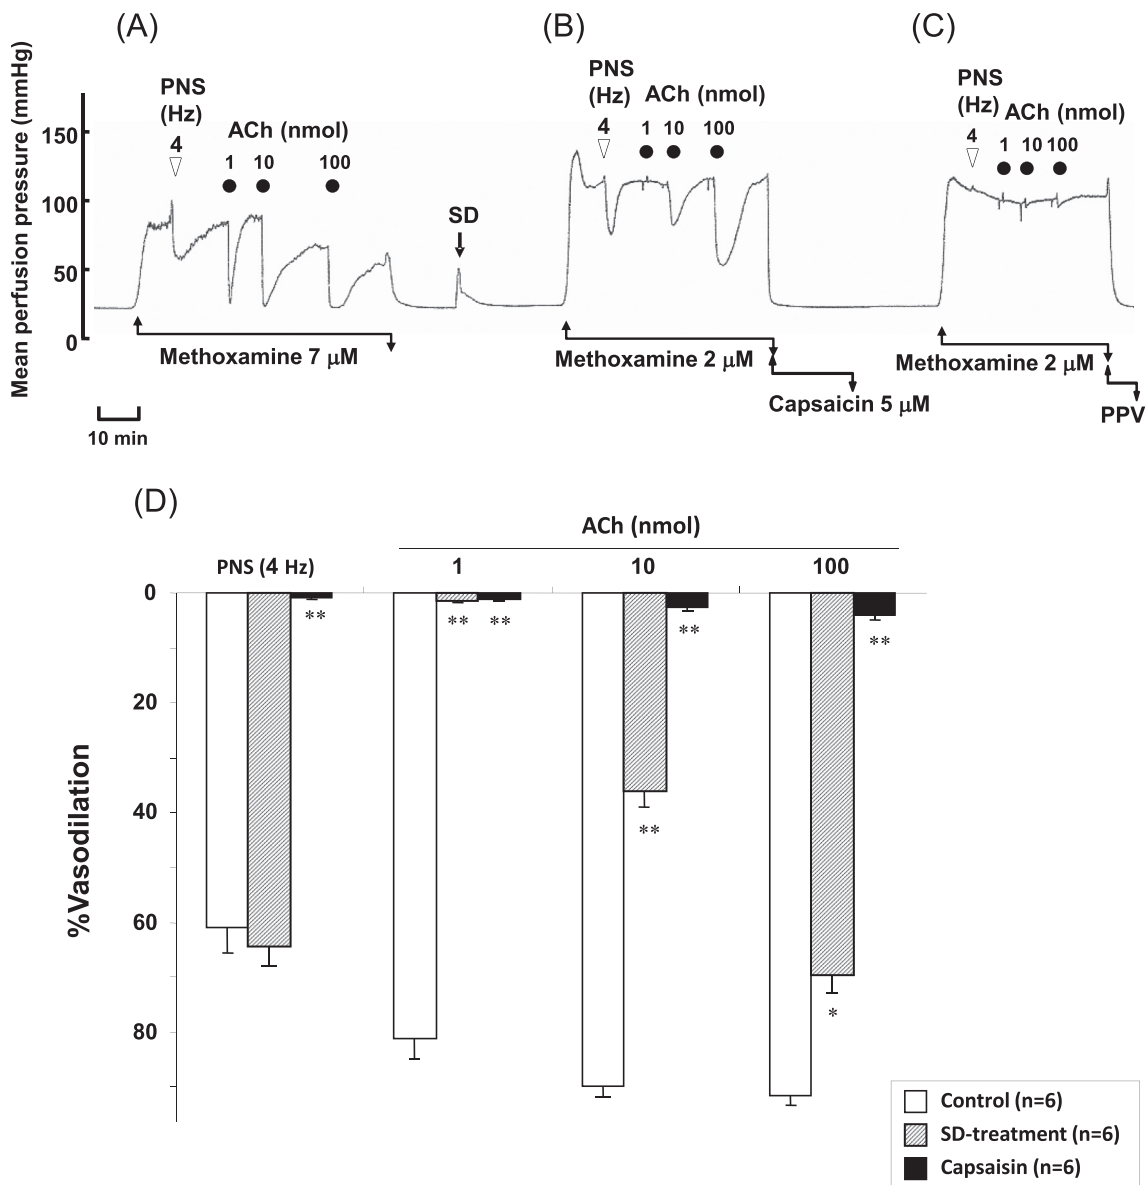 (A)
(B)
(C)
Mean perfusion pressure (mmHg)
150
100
50
0
PNS
(Hz)
4
ACh (nmol)
1 10 100
SD
Methoxamine 7 μM
10 min
PNS
(Hz)
4
ACh (nmol)
1 10 100
Methoxamine 2 μM
Capsaicin 5 μM
PNS
(Hz)
4
ACh (nmol)
1 10 100
Methoxamine 2 μM
PPV
(D)
ACh (nmol)
PNS (4 Hz) 1 10 100
%Vasodilation
0
20
40
60
80
**
** **
** **
* **
Control (n=6)
SD-treatment (n=6)
Capsaisin (n=6)